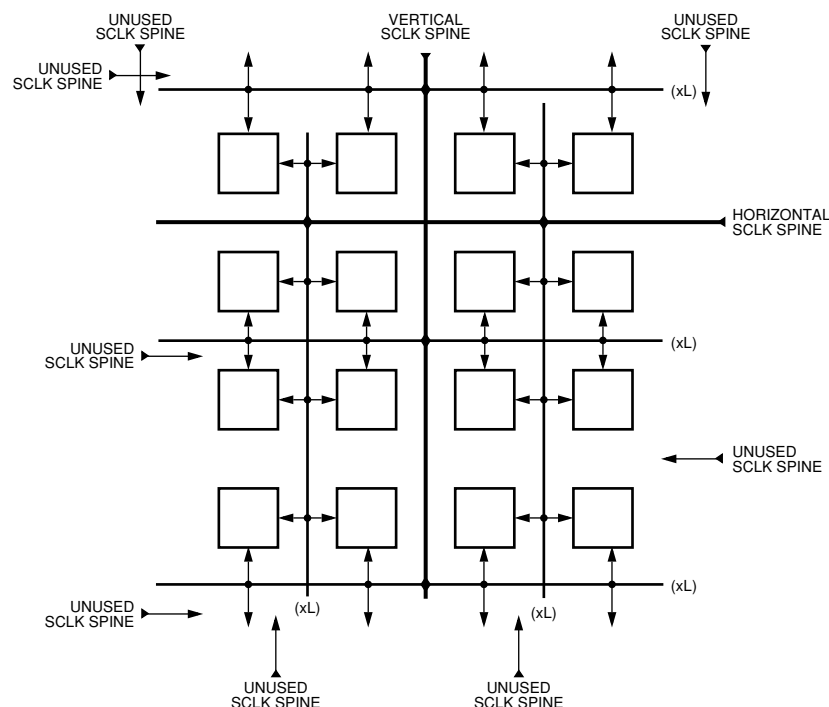 UNUSED
SCLK SPINE
VERTICAL
SCLK SPINE
UNUSED
SCLK SPINE
UNUSED
SCLK SPINE
(xL)
HORIZONTAL
SCLK SPINE
UNUSED
SCLK SPINE
(xL)
UNUSED
SCLK SPINE
(xL)
UNUSED
SCLK SPINE
(xL)
(xL)
UNUSED
SCLK SPINE
UNUSED
SCLK SPINE